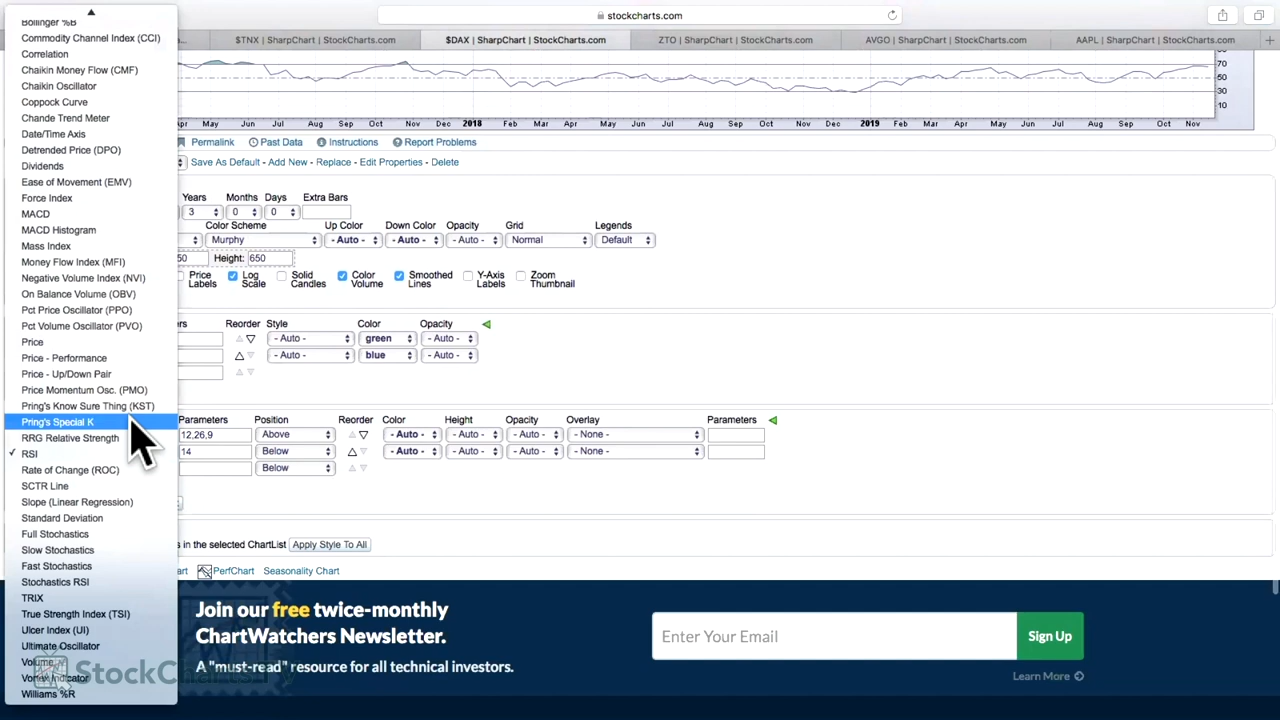 stockcharts.com
$TNX | SharpChart | StockCharts.com
$DAX | SharpChart | StockCharts.com
ZTO | SharpChart | StockCharts.com
AVGO | SharpChart | StockCharts.com
AAPL | SharpChart | StockCharts.com
Bollinger %B
Commodity Channel Index (CCI)
Correlation
Chaikin Money Flow (CMF)
Chaikin Oscillator
Coppock Curve
Chande Trend Meter
Date/Time Axis
Detrended Price (DPO)
Dividends
Ease of Movement (EMV)
Force Index
MACD
MACD Histogram
Mass Index
Money Flow Index (MFI)
Negative Volume Index (NVI)
On Balance Volume (OBV)
Pct Price Oscillator (PPO)
Pct Volume Oscillator (PVO)
Price
Price - Performance
Price - Up/Down Pair
Price Momentum Osc. (PMO)
Pring's Know Sure Thing (KST)
Pring's Special K
RRG Relative Strength
✓ RSI
Rate of Change (ROC)
SCTR Line
Slope (Linear Regression)
Standard Deviation
Full Stochastics
Slow Stochastics
Fast Stochastics
Stochastics RSI
TRIX
True Strength Index (TSI)
Ulcer Index (UI)
Ultimate Oscillator
Volume
Vortex Indicator
Williams %R
70
50
30
10
May Jun Jul Aug Sep Oct Nov Dec 2018 Feb Mar Apr May Jun Jul Aug Sep Oct Nov Dec 2019 Feb Mar Apr May Jun Jul Aug Sep Oct Nov
Permalink Past Data Instructions Report Problems
Save As Default - Add New - Replace - Edit Properties - Delete
Years Months Days Extra Bars
3 0 0
Color Scheme Up Color Down Color Opacity Grid Legends
Murphy - Auto - - Auto - - Auto - Normal Default
50 Height: 650
Price Labels
Log Scale
Solid Candles
Color Volume
Smoothed Lines
Y-Axis Labels
Zoom Thumbnail
Reorder Style Color Opacity
- Auto - green - Auto -
- Auto - blue - Auto -
Parameters Position Reorder Color Height Opacity Overlay Parameters
12,26,9 Above - Auto - - Auto - - Auto - - None -
14 Below - Auto - - Auto - - Auto - - None -
Below
s in the selected ChartList Apply Style To All
art PerfChart Seasonality Chart
Join our free twice-monthly
ChartWatchers Newsletter.
A "must-read" resource for all technical investors.
Enter Your Email
Sign Up
Learn More
StockCharts